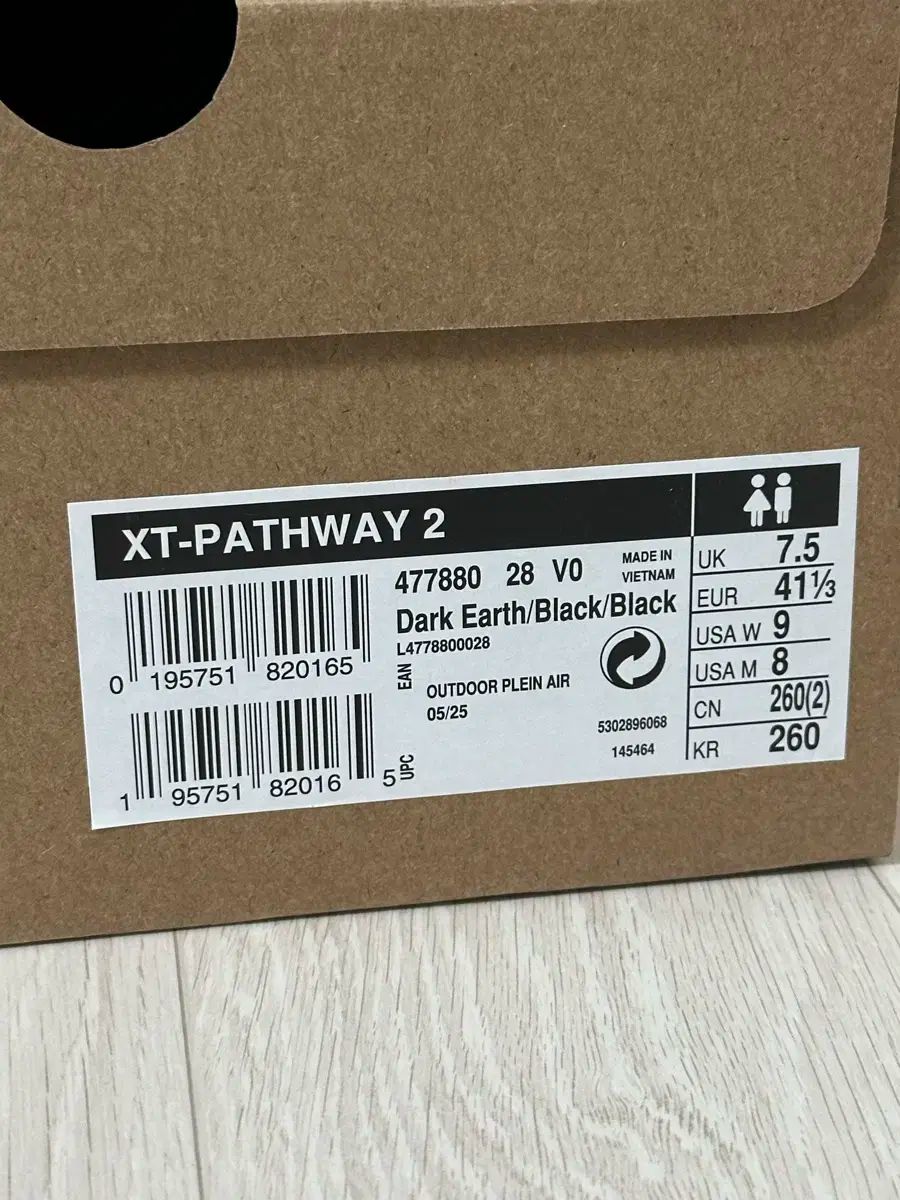 XT-PATHWAY 2
0 195751 820165
EAN
1 95751 82016 5
UPC
477880 28 V0
MADE IN
VIETNAM
Dark Earth/Black/Black
L4778800028
OUTDOOR PLEIN AIR
05/25
5302896068
145464
UK 7.5
EUR 41⅓
USA W 9
USA M 8
CN 260(2)
KR 260